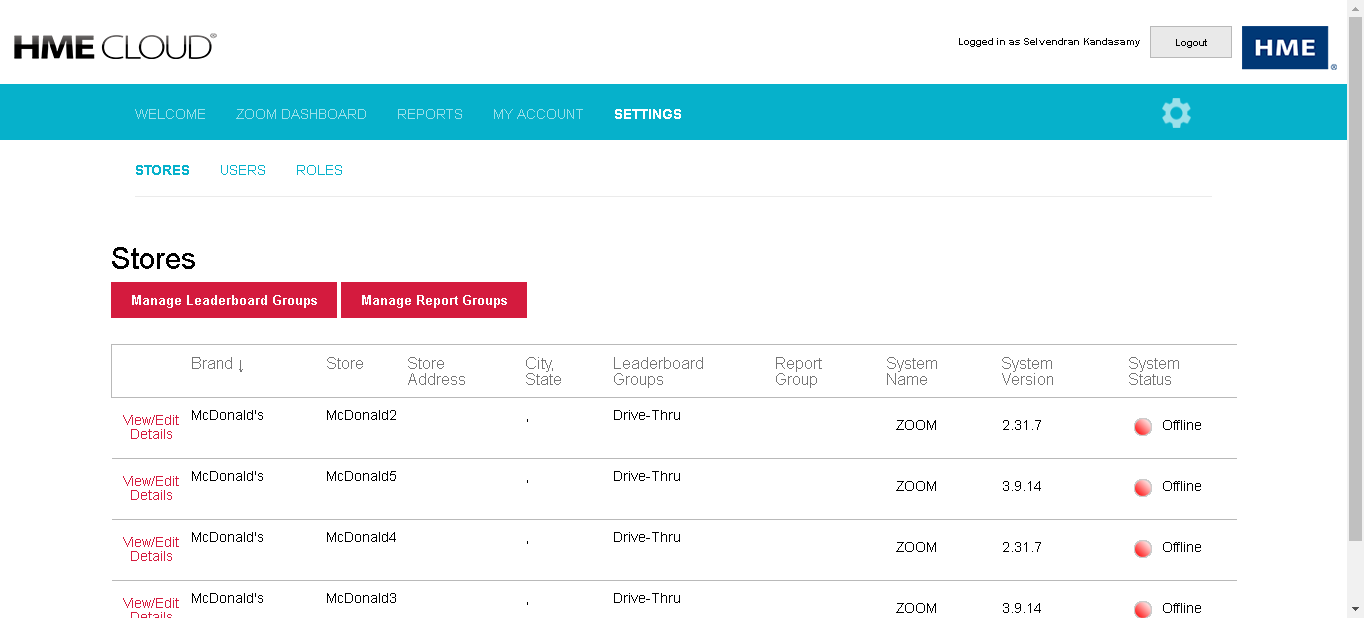 HME CLOUD®
Logged in as Selvendran Kandasamy
Logout
HME®
WELCOME ZOOM DASHBOARD REPORTS MY ACCOUNT SETTINGS
STORES USERS ROLES
Stores
Manage Leaderboard Groups Manage Report Groups
Brand ↓ Store Store Address City, State Leaderboard Groups Report Group System Name System Version System Status
View/Edit Details McDonald's McDonald2 , Drive-Thru ZOOM 2.31.7 Offline
View/Edit Details McDonald's McDonald5 , Drive-Thru ZOOM 3.9.14 Offline
View/Edit Details McDonald's McDonald4 , Drive-Thru ZOOM 2.31.7 Offline
View/Edit Details McDonald's McDonald3 , Drive-Thru ZOOM 3.9.14 Offline